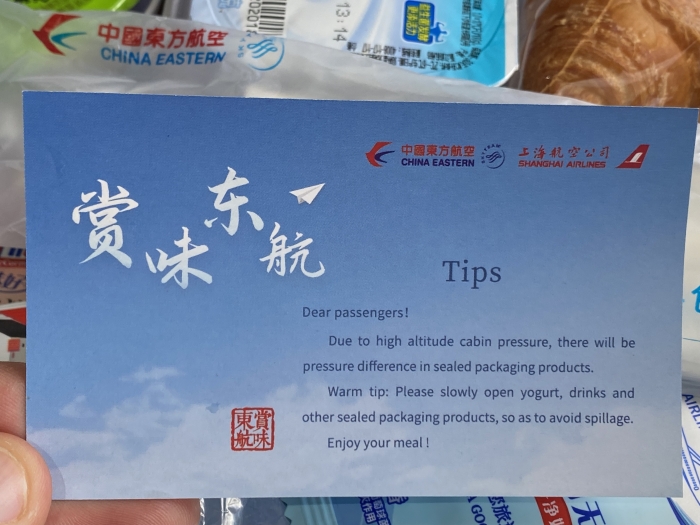 中國東方航空
CHINA EASTERN
13:14
中國東方航空
CHINA EASTERN
上海航空公司
SHANGHAI AIRLINES
赏味东航
Tips
Dear passengers!
Due to high altitude cabin pressure, there will be
pressure difference in sealed packaging products.
Warm tip: Please slowly open yogurt, drinks and
other sealed packaging products, so as to avoid spillage.
Enjoy your meal !
賞味
東航